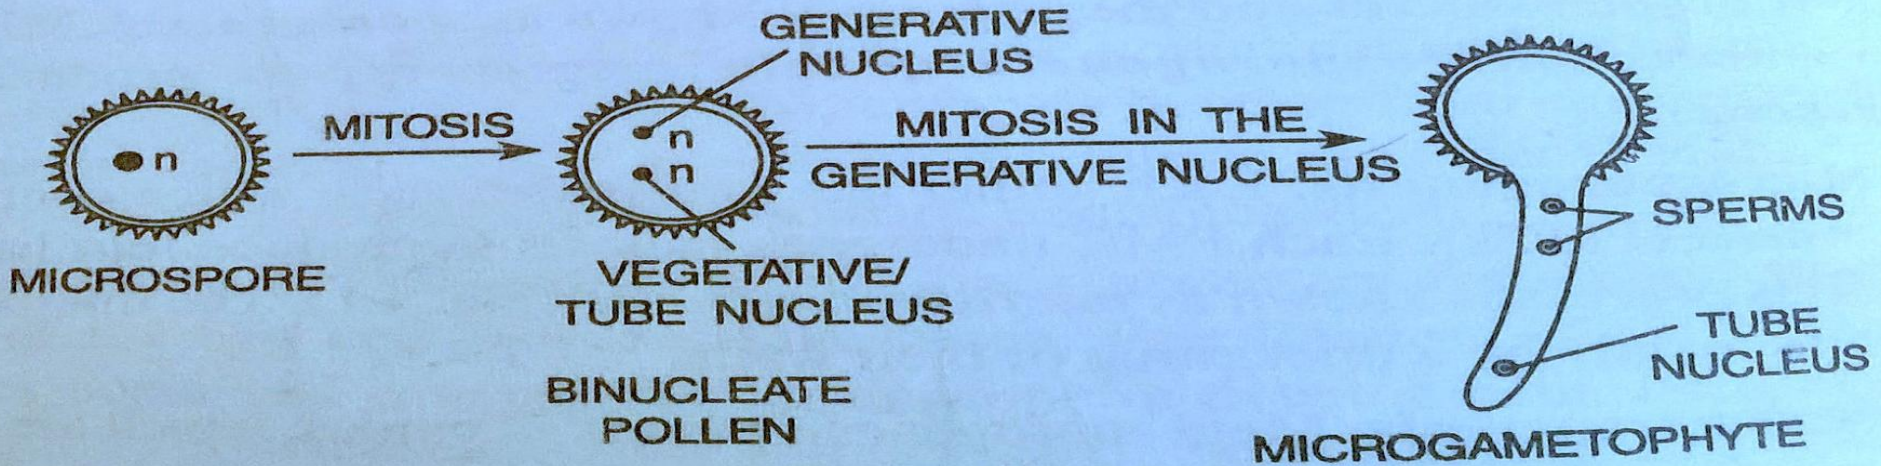 GENERATIVE
NUCLEUS
n
MICROSPORE
MITOSIS
n
n
VEGETATIVE/
TUBE NUCLEUS
BINUCLEATE
POLLEN
MITOSIS IN THE
GENERATIVE NUCLEUS
SPERMS
TUBE
NUCLEUS
MICROGAMETOPHYTE